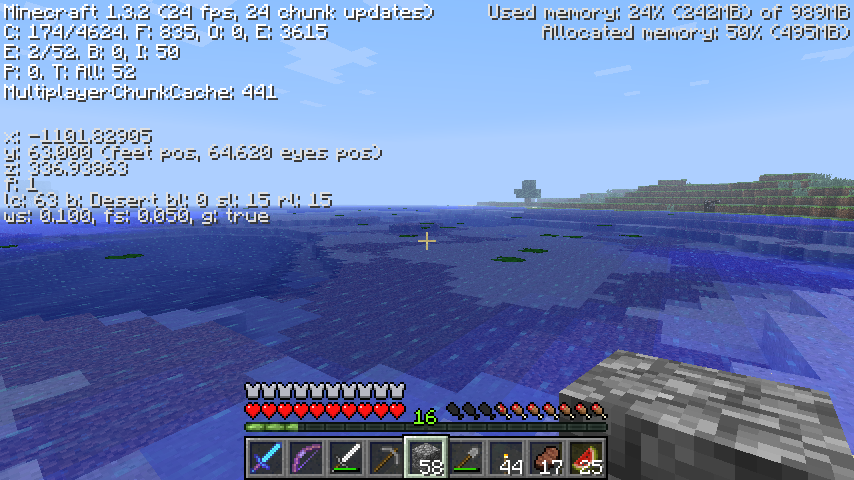 Minecraft 1.3.2 (24 fps, 24 chunk updates)
Used memory: 24% (242MB) of 989MB
C: 174/4624, F: 835, O: 0, E: 3615
Allocated memory: 50% (495MB)
E: 2/52. B: 0, I: 50
P: 0. T: All: 52
MultiplayerChunkCache: 441
x: -1101.82905
y: 63.000 (feet pos, 64.620 eyes pos)
z: 336.93863
f: 1
lc: 63 b: Desert bl: 0 sl: 15 rl: 15
ws: 0.100, fs: 0.050, g: true
16
58
44
17
25